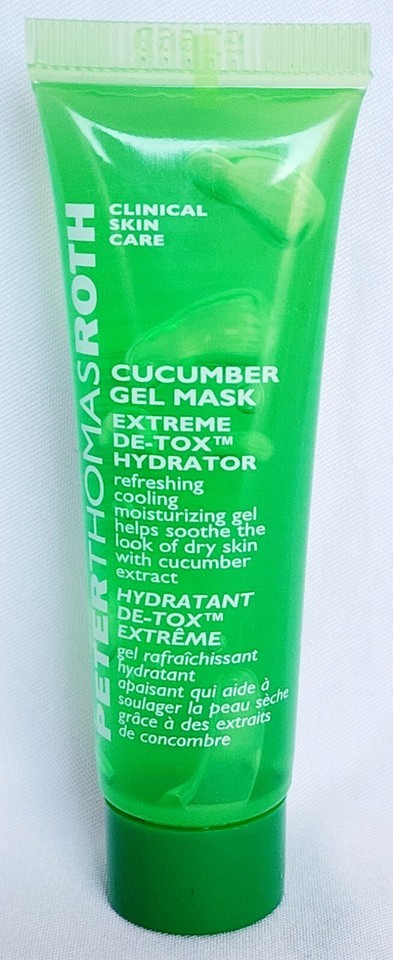 PETERTHOMASROTH
CLINICAL
SKIN
CARE
CUCUMBER
GEL MASK
EXTREME
DE-TOX™
HYDRATOR
refreshing
cooling
moisturizing gel
helps soothe the
look of dry skin
with cucumber
extract
HYDRATANT
DE-TOX™
EXTRÊME
gel rafraîchissant
hydratant
apaisant qui aide à
soulager la peau sèche
grâce à des extraits
de concombre